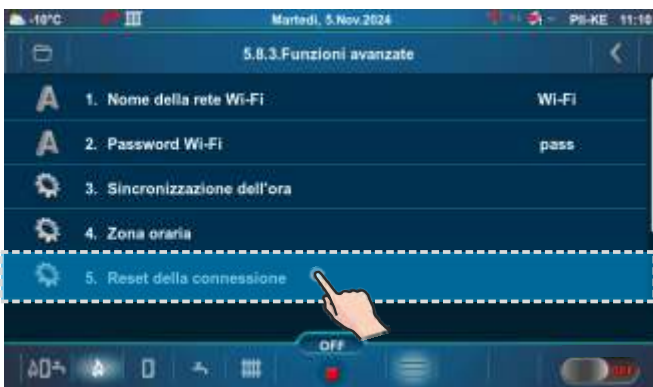 -10°C Martedì, 5.Nov.2024 PII-KE 11:10
5.8.3.Funzioni avanzate
A 1. Nome della rete Wi-Fi Wi-Fi
A 2. Password Wi-Fi pass
3. Sincronizzazione dell'ora
4. Zona oraria
5. Reset della connessione
OFF
OFF